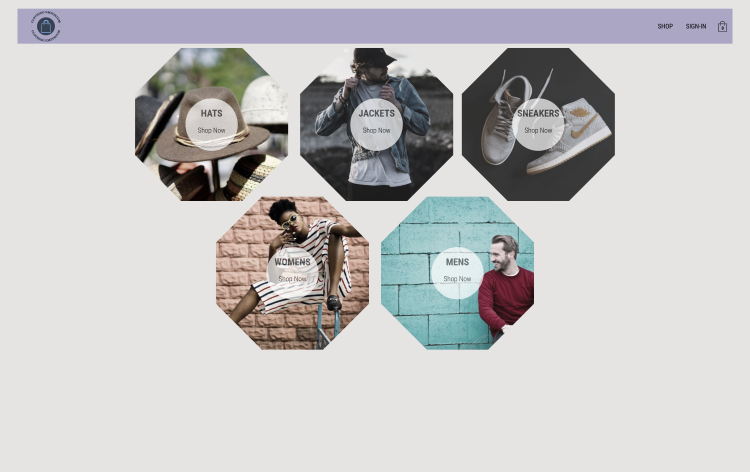 SHOP
SIGN-IN
0
HATS
Shop Now
JACKETS
Shop Now
SNEAKERS
Shop Now
WOMENS
Shop Now
MENS
Shop Now